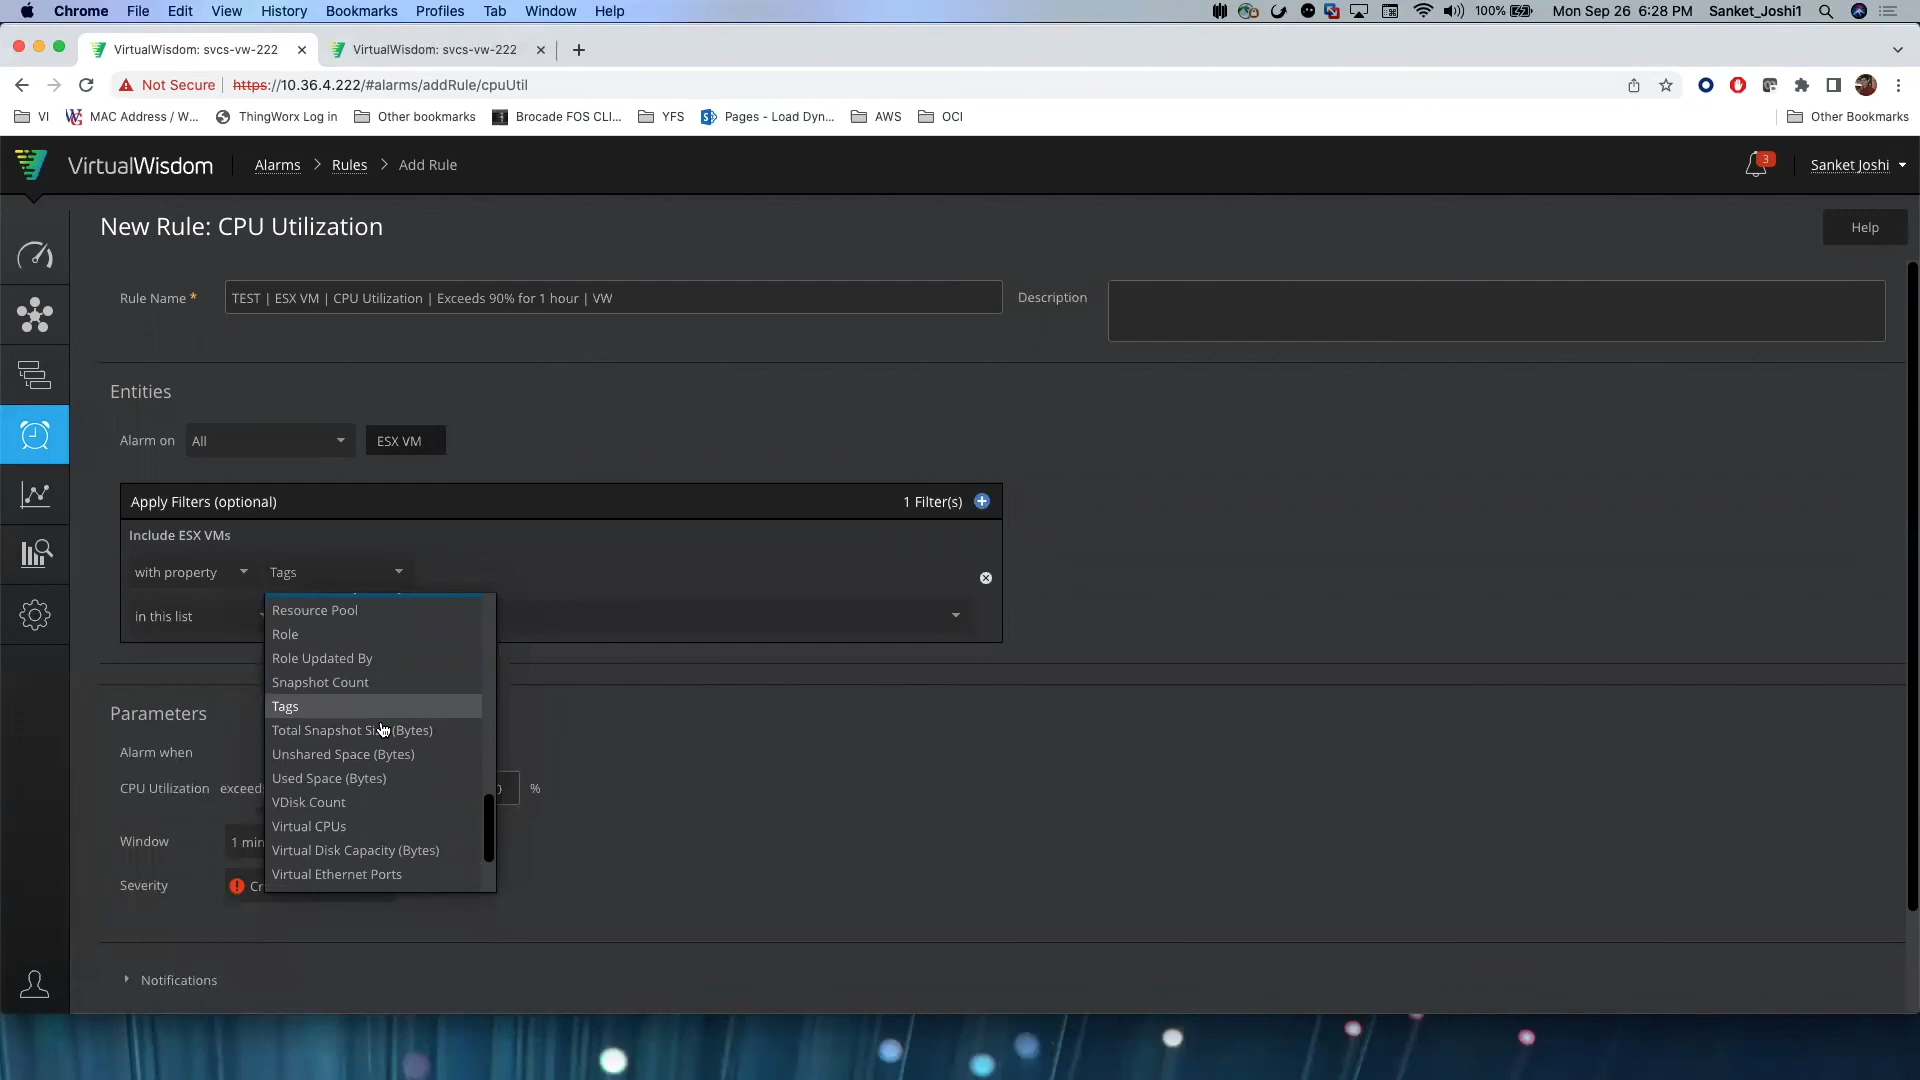 Chrome File Edit View History Bookmarks Profiles Tab Window Help 100% Mon Sep 26 6:28 PM Sanket_Joshi1
VirtualWisdom: svcs-vw-222 VirtualWisdom: svcs-vw-222
Not Secure https://10.36.4.222/#alarms/addRule/cpuUtil
VI MAC Address / W... ThingWorx Log in Other bookmarks Brocade FOS CLI... YFS Pages - Load Dyn... AWS OCI Other Bookmarks
VirtualWisdom Alarms > Rules > Add Rule 3 Sanket Joshi
New Rule: CPU Utilization Help
Rule Name * TEST | ESX VM | CPU Utilization | Exceeds 90% for 1 hour | VW Description
Entities
Alarm on All ESX VM
Apply Filters (optional) 1 Filter(s)
Include ESX VMs
with property Tags
in this list
Resource Pool
Role
Role Updated By
Snapshot Count
Tags
Total Snapshot Size (Bytes)
Unshared Space (Bytes)
Used Space (Bytes)
VDisk Count
Virtual CPUs
Virtual Disk Capacity (Bytes)
Virtual Ethernet Ports
Parameters
Alarm when
CPU Utilization exceeds %
Window 1 min
Severity
Notifications